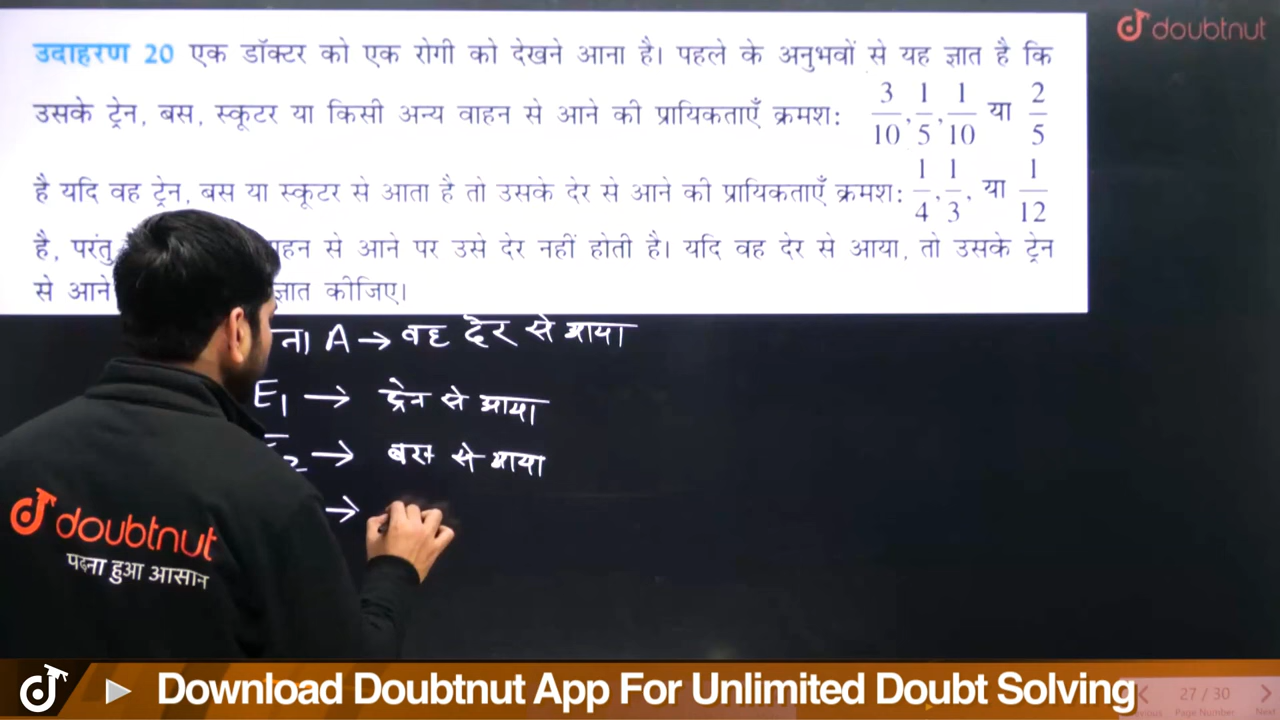 doubtnut
उदाहरण 20 एक डॉक्टर को एक रोगी को देखने आना है। पहले के अनुभवों से यह ज्ञात है कि
उसके ट्रेन, बस, स्कूटर या किसी अन्य वाहन से आने की प्रायिकताएँ क्रमश: 3/10, 1/5, 1/10 या 2/5
है यदि वह ट्रेन, बस या स्कूटर से आता है तो उसके देर से आने की प्रायिकताएँ क्रमश: 1/4, 1/3, या 1/12
है, परंतु से आने पर उसे देर नहीं होती है। यदि वह देर से आया, तो उसके ट्रेन
से आने ज्ञात कीजिए।
A → वह देर से आया
E1 → ट्रेन से आया
→ बस से आया
→
doubtnut
पढ़ना हुआ आसान
Download Doubtnut App For Unlimited Doubt Solving
27 / 30
Page Number
Next